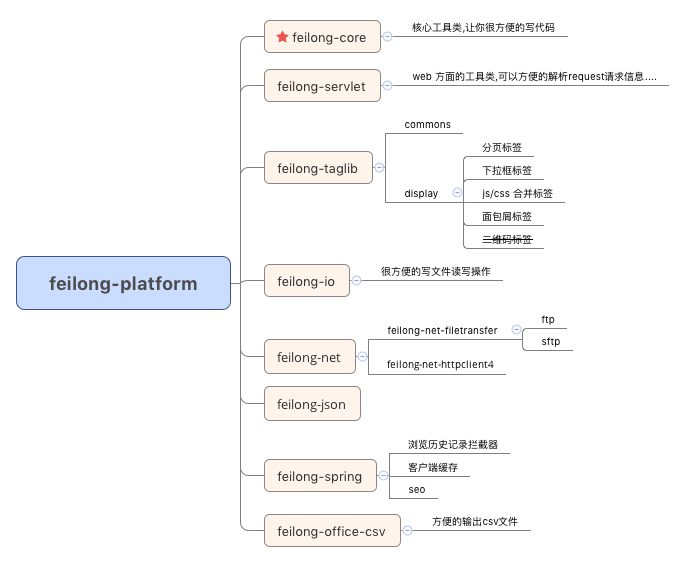 feilong-platform
feilong-core
核心工具类,让你很方便的写代码
feilong-servlet
web 方面的工具类,可以方便的解析request请求信息....
feilong-taglib
commons
display
分页标签
下拉框标签
js/css 合并标签
面包屑标签
二维码标签
feilong-io
很方便的写文件读写操作
feilong-net
feilong-net-filetransfer
ftp
sftp
feilong-net-httpclient4
feilong-json
feilong-spring
浏览历史记录拦截器
客户端缓存
seo
feilong-office-csv
方便的输出csv文件